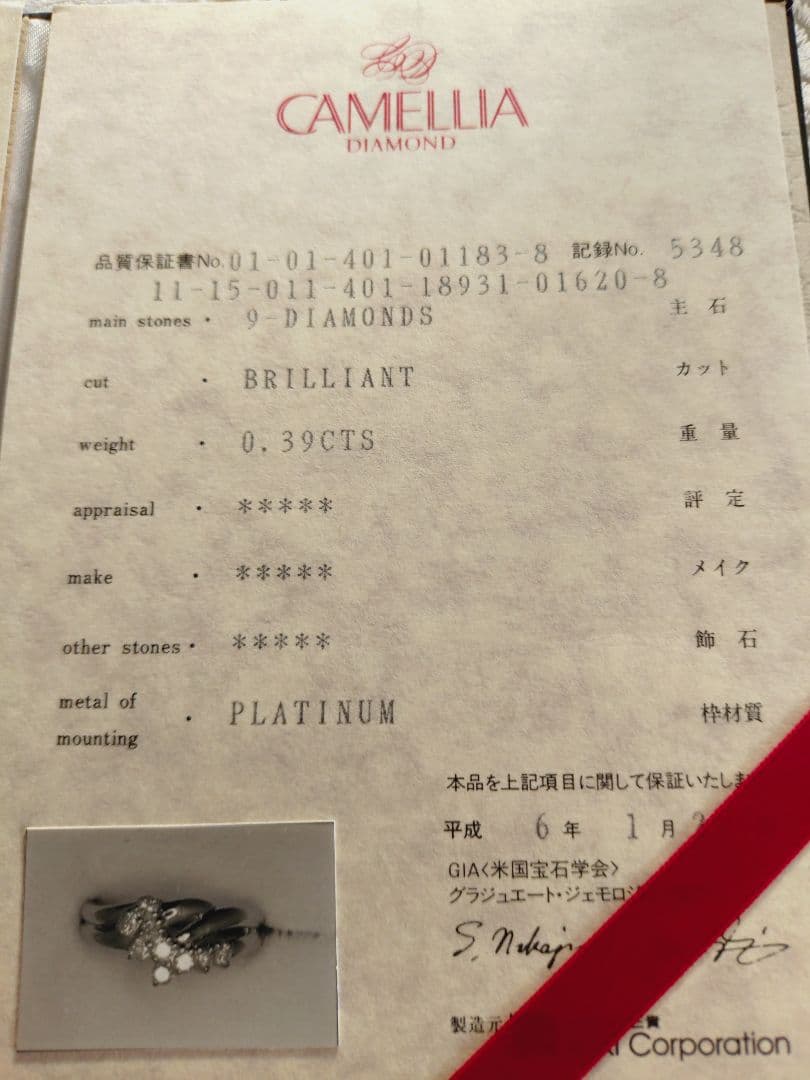 CAMELLIA
DIAMOND
品質保証書No. 01-01-401-01183-8 記録No. 5348
11-15-011-401-18931-01620-8
main stones・ 9-DIAMONDS 主石
cut ・ BRILLIANT カット
weight ・ 0.39CTS 重量
appraisal ・ ***** 評定
make ・ ***** メイク
other stones・ ***** 飾石
metal of
mounting ・ PLATINUM 枠材質
本品を上記項目に関して保証いたしま
平成 6年 1月
GIA〈米国宝石学会〉
グラジュエート・ジェモロジ
S. Nakaj
製造元
Corporation